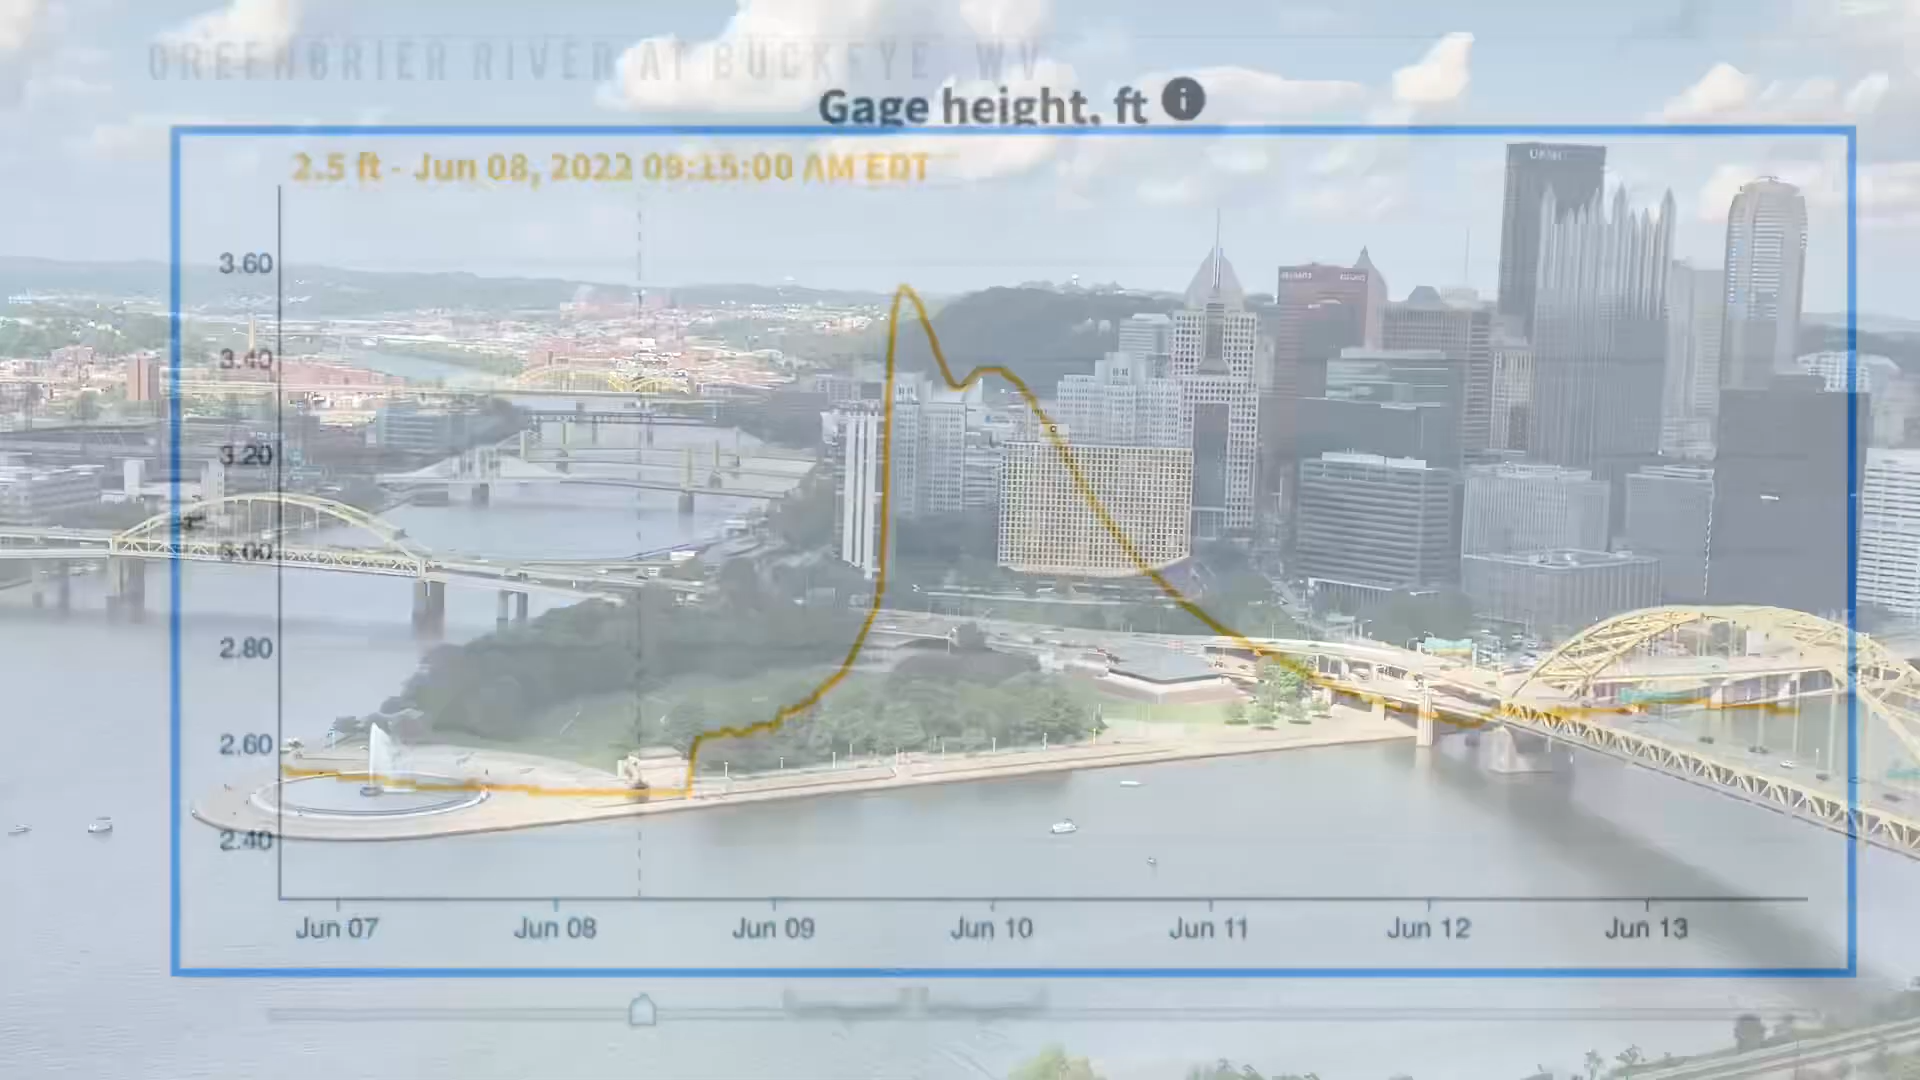 GREENBRIER RIVER AT BUCKEYE, WV
Gage height, ft i
2.5 ft - Jun 08, 2022 09:15:00 AM EDT
UPMC
3.60
3.40
3.20
3.00
2.80
2.60
2.40
Jun 07 Jun 08 Jun 09 Jun 10 Jun 11 Jun 12 Jun 13